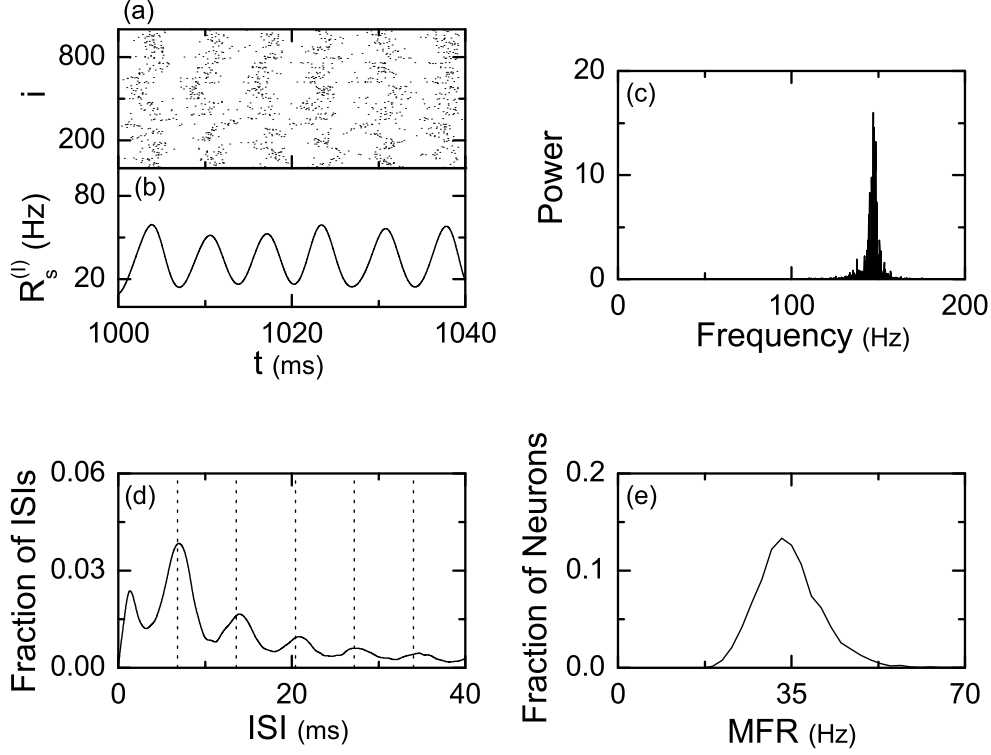 (a)
800
200
i
(b)
80
20
R_s^(I) (Hz)
1000 1020 1040
t (ms)
(c)
20
10
0
Power
0 100 200
Frequency (Hz)
(d)
0.06
0.03
0.00
Fraction of ISIs
0 20 40
ISI (ms)
(e)
0.2
0.1
0.0
Fraction of Neurons
0 35 70
MFR (Hz)